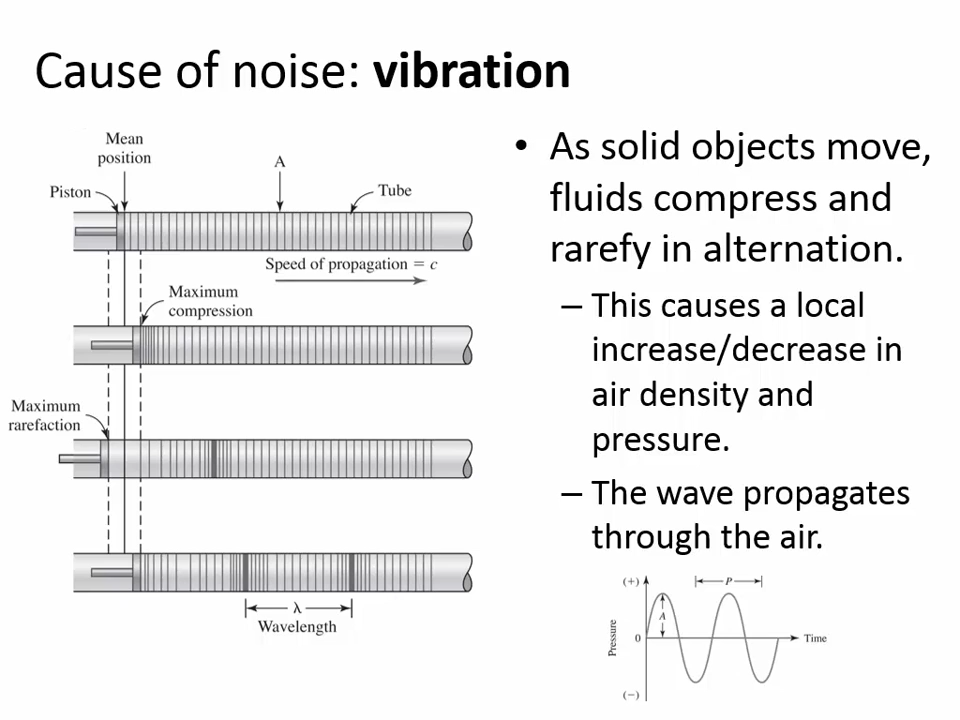 Cause of noise: vibration
Mean
position
A
Piston
Tube
Speed of propagation = c
Maximum
compression
Maximum
rarefaction
λ
Wavelength
• As solid objects move,
fluids compress and
rarefy in alternation.
– This causes a local
increase/decrease in
air density and
pressure.
– The wave propagates
through the air.
(+)
P
A
Pressure
0
Time
(−)